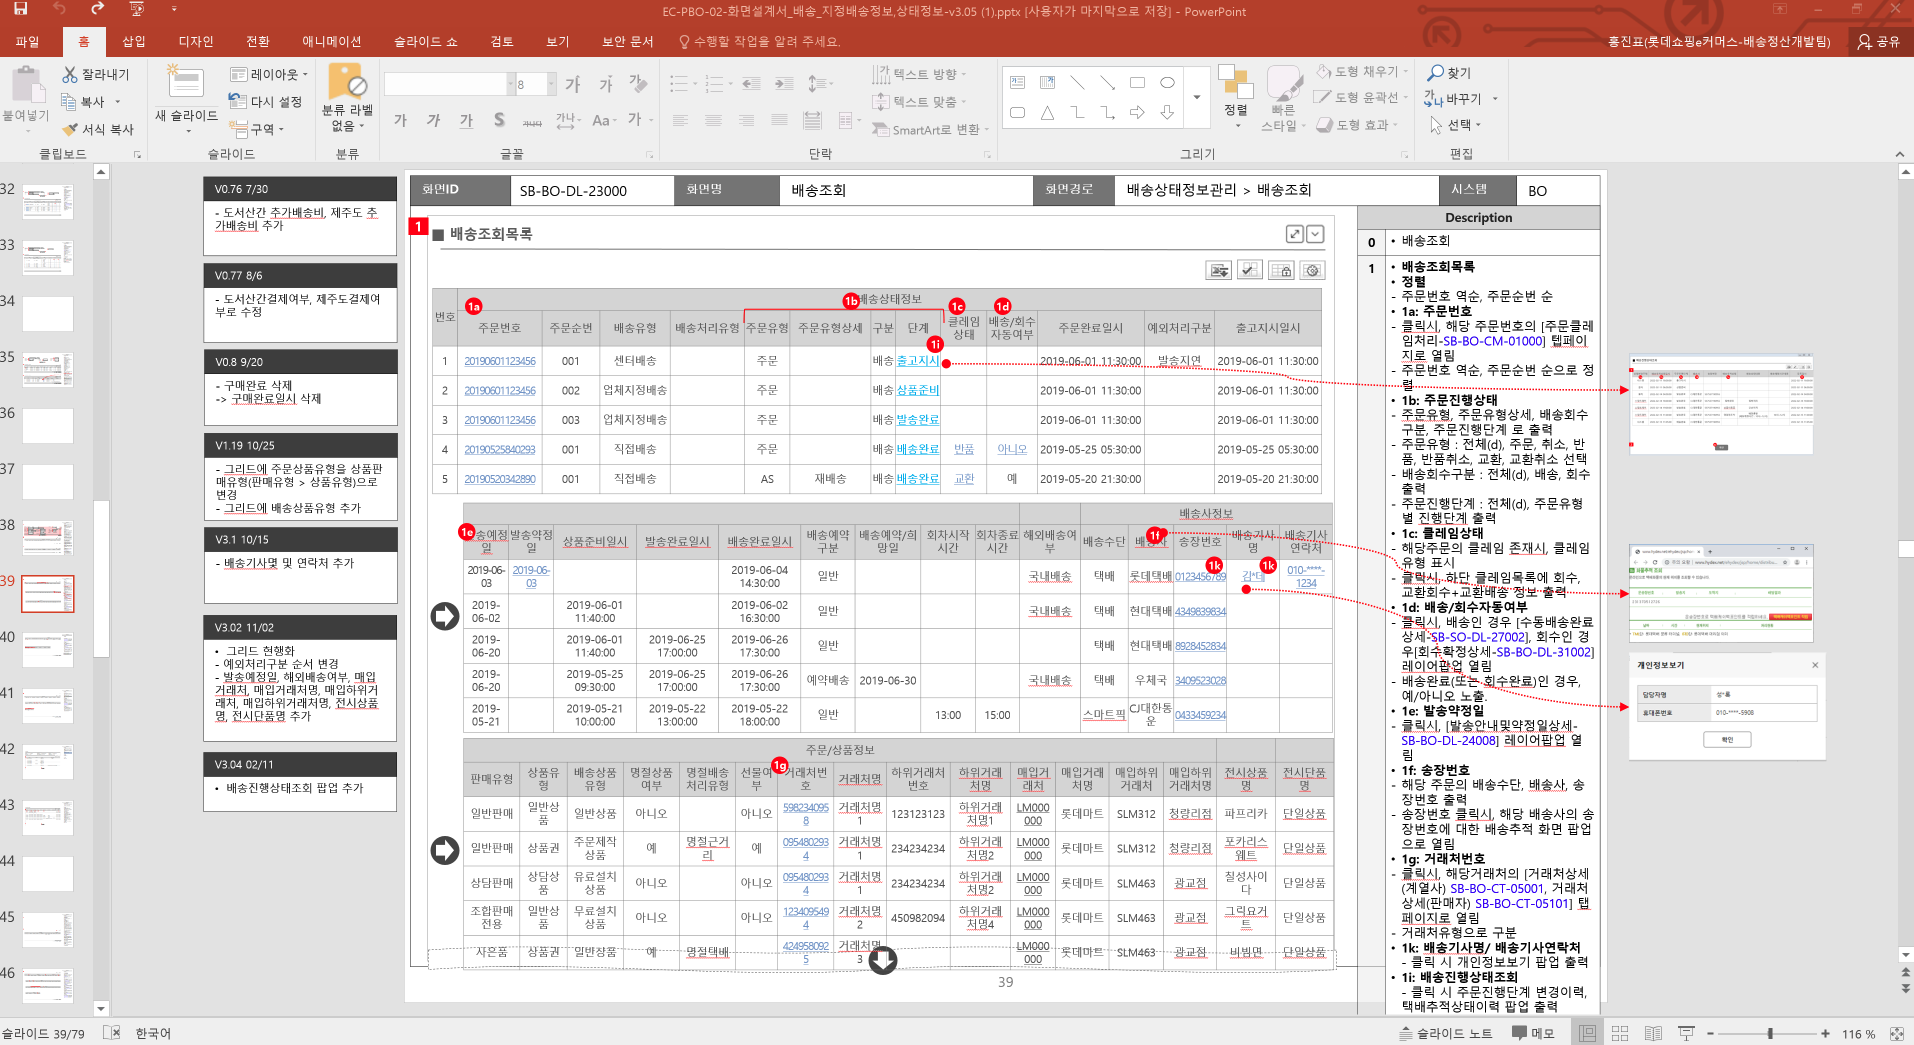 EC-PBO-02-화면설계서_배송_지정배송정보,상태정보-v3.05 (1).pptx [사용자가 마지막으로 저장] - PowerPoint
파일 홈 삽입 디자인 전환 애니메이션 슬라이드 쇼 검토 보기 보안 문서 수행할 작업을 알려 주세요.
홍진표(롯데쇼핑e커머스-배송정산개발팀) 공유
붙여넣기
잘라내기
복사
서식 복사
클립보드
새 슬라이드
레이아웃
다시 설정
구역
슬라이드
분류 라벨
없음
분류
8
글꼴
텍스트 방향
텍스트 맞춤
SmartArt로 변환
단락
정렬
빠른
스타일
도형 채우기
도형 윤곽선
도형 효과
그리기
찾기
바꾸기
선택
편집
32
33
34
35
36
37
38
39
40
41
42
43
44
45
46
V0.76 7/30
- 도서산간 추가배송비, 제주도 추
가배송비 추가
V0.77 8/6
- 도서산간결제여부, 제주도결제여
부로 수정
V0.8 9/20
- 구매완료 삭제
-> 구매완료일시 삭제
V1.19 10/25
- 그리드에 주문상품유형을 상품판
매유형(판매유형 > 상품유형)으로
변경
- 그리드에 배송상품유형 추가
V3.1 10/15
- 배송기사명 및 연락처 추가
V3.02 11/02
• 그리드 현행화
- 예외처리구분 순서 변경
- 발송예정일, 해외배송여부, 매입
거래처, 매입거래처명, 매입하위거
래처, 매입하위거래처명, 전시상품
명, 전시단품명 추가
V3.04 02/11
• 배송진행상태조회 팝업 추가
화면ID SB-BO-DL-23000 화면명 배송조회 화면경로 배송상태정보관리 > 배송조회 시스템 BO
1
■ 배송조회목록
1a 1b 배송상태정보 1c 1d
번호 주문번호 주문순번 배송유형 배송처리유형 주문유형 주문유형상세 구분 단계 클레임상태 배송/회수자동여부 주문완료일시 예외처리구분 출고지시일시
1i
1 20190601123456 001 센터배송 주문 배송 출고지시 2019-06-01 11:30:00 발송지연 2019-06-01 11:30:00
2 20190601123456 002 업체지정배송 주문 배송 상품준비 2019-06-01 11:30:00 2019-06-01 11:30:00
3 20190601123456 003 업체지정배송 주문 배송 발송완료 2019-06-01 11:30:00 2019-06-01 11:30:00
4 20190525840293 001 직접배송 주문 배송 배송완료 반품 아니오 2019-05-25 05:30:00 2019-05-25 05:30:00
5 20190520342890 001 직접배송 AS 재배송 배송 배송완료 교환 예 2019-05-20 21:30:00 2019-05-20 21:30:00
배송사정보
1e 송예정일 발송약정일 상품준비일시 발송완료일시 배송완료일시 배송예약구분 배송예약/희망일 회차시작시간 회차종료시간 해외배송여부 배송수단 1f 송장번호 배송기사명 배송기사연락처
1k 1k
2019-06-03 2019-06-03 2019-06-04 14:30:00 일반 국내배송 택배 롯데택배 0123456789 김*데 010-****-1234
2019-06-02 2019-06-01 11:40:00 2019-06-02 16:30:00 일반 국내배송 택배 현대택배 4349839834
2019-06-20 2019-06-01 11:40:00 2019-06-25 17:00:00 2019-06-26 17:30:00 일반 택배 현대택배 8928452834
2019-06-20 2019-05-25 09:30:00 2019-06-25 17:00:00 2019-06-26 17:30:00 예약배송 2019-06-30 국내배송 택배 우체국 3409523028
2019-05-21 2019-05-21 10:00:00 2019-05-22 13:00:00 2019-05-22 18:00:00 일반 13:00 15:00 스마트픽 CJ대한통운 0433459234
주문/상품정보
1g
판매유형 상품유형 배송상품유형 명절상품여부 명절배송처리유형 선물여부 거래처번호 거래처명 하위거래처번호 하위거래처명 매입거래처 매입거래처명 매입하위거래처 매입하위거래처명 전시상품명 전시단품명
일반판매 일반상품 일반상품 아니오 아니오 5982340958 거래처명1 123123123 하위거래처명1 LM000000 롯데마트 SLM312 청량리점 파프리카 단일상품
일반판매 상품권 주문제작상품 예 명절근거리 예 0954802934 거래처명1 234234234 하위거래처명2 LM000000 롯데마트 SLM312 청량리점 포카리스웨트 단일상품
상담판매 상담상품 유료설치상품 아니오 아니오 0954802934 거래처명1 234234234 하위거래처명2 LM000000 롯데마트 SLM463 광교점 칠성사이다 단일상품
조합판매전용 일반상품 무료설치상품 아니오 아니오 1234095494 거래처명2 450982094 하위거래처명4 LM000000 롯데마트 SLM463 광교점 그릭요거트 단일상품
사은품 상품권 일반상품 예 명절택배 4249580925 거래처명3 LM000000 롯데마트 SLM463 광교점 비빔면 단일상품
39
Description
0 • 배송조회
1 • 배송조회목록
• 정렬
- 주문번호 역순, 주문순번 순
• 1a: 주문번호
- 클릭시, 해당 주문번호의 [주문클레
임처리-SB-BO-CM-01000] 텝페이
지로 열림
- 주문번호 역순, 주문순번 순으로 정
렬
• 1b: 주문진행상태
- 주문유형, 주문유형상세, 배송회수
구분, 주문진행단계 로 출력
- 주문유형 : 전체(d), 주문, 취소, 반
품, 반품취소, 교환, 교환취소 선택
- 배송회수구분 : 전체(d), 배송, 회수
출력
- 주문진행단계 : 전체(d), 주문유형
별 진행단계 출력
• 1c: 클레임상태
- 해당주문의 클레임 존재시, 클레임
유형 표시
- 클릭시, 하단 클레임목록에 회수,
교환회수+교환배송 정보 출력
• 1d: 배송/회수자동여부
- 클릭시, 배송인 경우 [수동배송완료
상세-SB-SO-DL-27002], 회수인 경
우[회수확정상세-SB-BO-DL-31002]
레이어팝업 열림
- 배송완료(또는 회수완료)인 경우,
예/아니오 노출.
• 1e: 발송약정일
- 클릭시, [발송안내및약정일상세-
SB-BO-DL-24008] 레이어팝업 열
림
• 1f: 송장번호
- 해당 주문의 배송수단, 배송사, 송
장번호 출력
- 송장번호 클릭시, 해당 배송사의 송
장번호에 대한 배송추적 화면 팝업
으로 열림
• 1g: 거래처번호
- 클릭시, 해당거래처의 [거래처상세
(계열사) SB-BO-CT-05001, 거래처
상세(판매자) SB-BO-CT-05101] 탭
페이지로 열림
- 거래처유형으로 구분
• 1k: 배송기사명/ 배송기사연락처
- 클릭 시 개인정보보기 팝업 출력
• 1i: 배송진행상태조회
- 클릭 시 주문진행단계 변경이력,
택배추적상태이력 팝업 출력
개인정보보기
담당자명 성*록
휴대폰번호 010-****-5908
확인
슬라이드 39/79 한국어
슬라이드 노트 메모 116 %